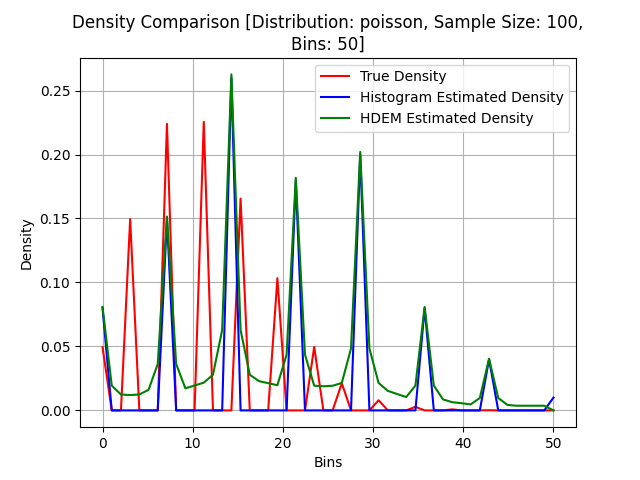 Density Comparison [Distribution: poisson, Sample Size: 100,
Bins: 50]
True Density
Histogram Estimated Density
HDEM Estimated Density
Density
0.25
0.20
0.15
0.10
0.05
0.00
0 10 20 30 40 50
Bins